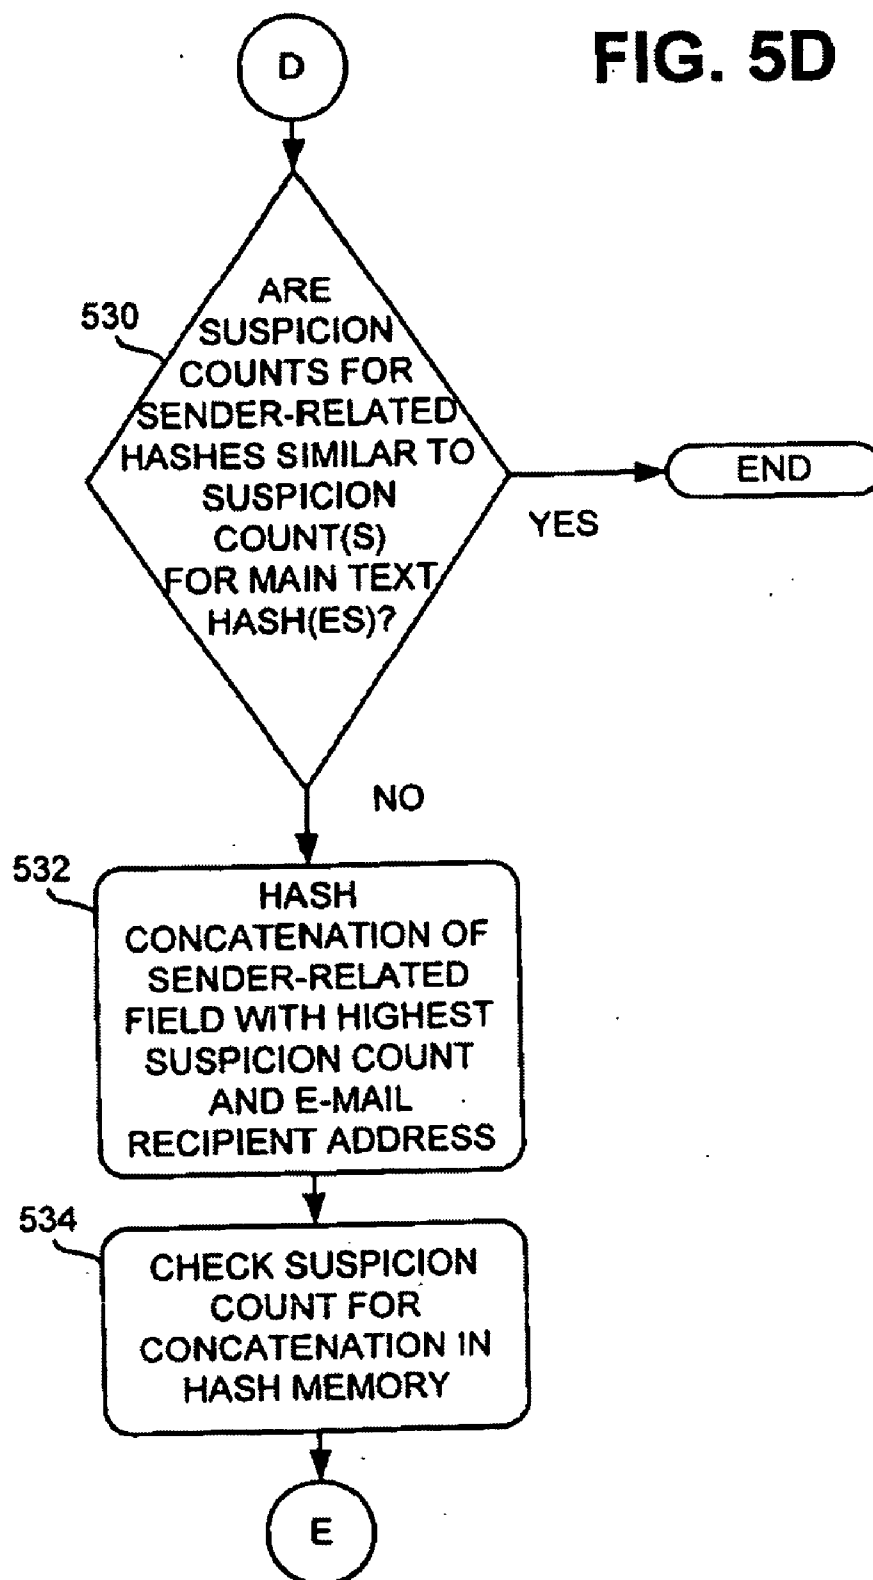 FIG. 5D
D
530
ARE
SUSPICION
COUNTS FOR
SENDER-RELATED
HASHES SIMILAR TO
SUSPICION
COUNT(S)
FOR MAIN TEXT
HASH(ES)?
END
YES
NO
532
HASH
CONCATENATION OF
SENDER-RELATED
FIELD WITH HIGHEST
SUSPICION COUNT
AND E-MAIL
RECIPIENT ADDRESS
534
CHECK SUSPICION
COUNT FOR
CONCATENATION IN
HASH MEMORY
E